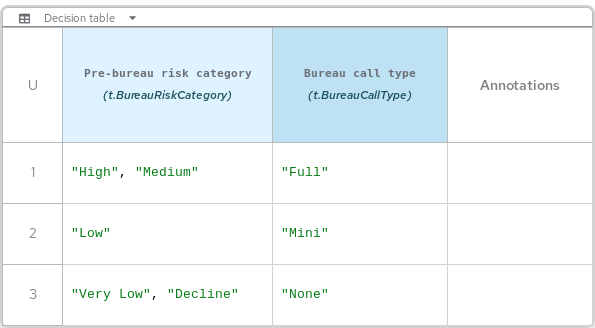 Decision table
U
Pre-bureau risk category
(t.BureauRiskCategory)
Bureau call type
(t.BureauCallType)
Annotations
1
"High", "Medium"
"Full"
2
"Low"
"Mini"
3
"Very Low", "Decline"
"None"